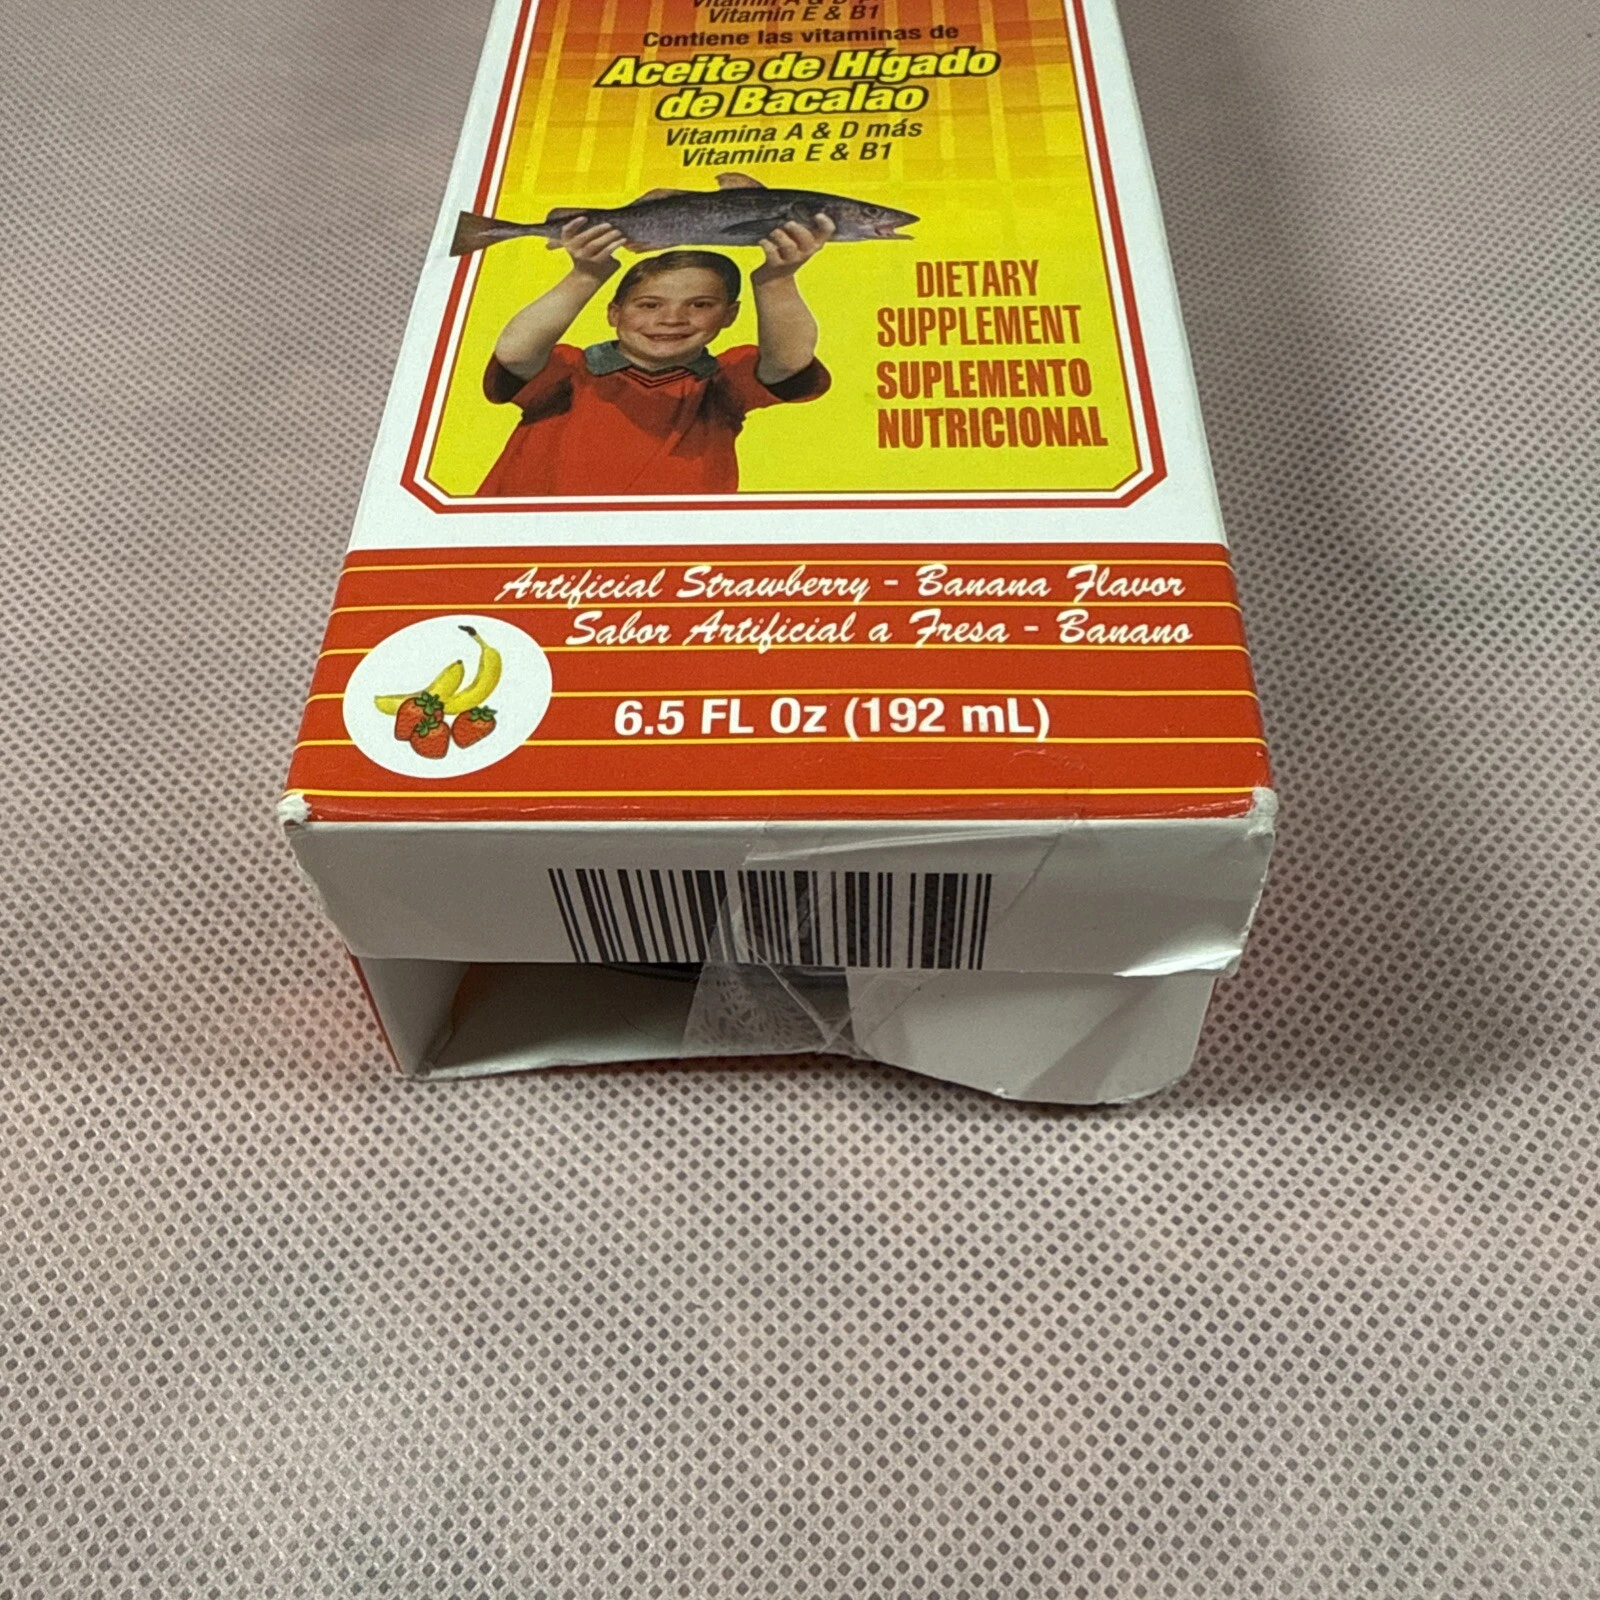 Vitamin A & D
Vitamin E & B1
Contiene las vitaminas de
Aceite de Hígado
de Bacalao
Vitamina A & D más
Vitamina E & B1
DIETARY
SUPPLEMENT
SUPLEMENTO
NUTRICIONAL
Artificial Strawberry - Banana Flavor
Sabor Artificial a Fresa - Banano
6.5 FL Oz (192 mL)